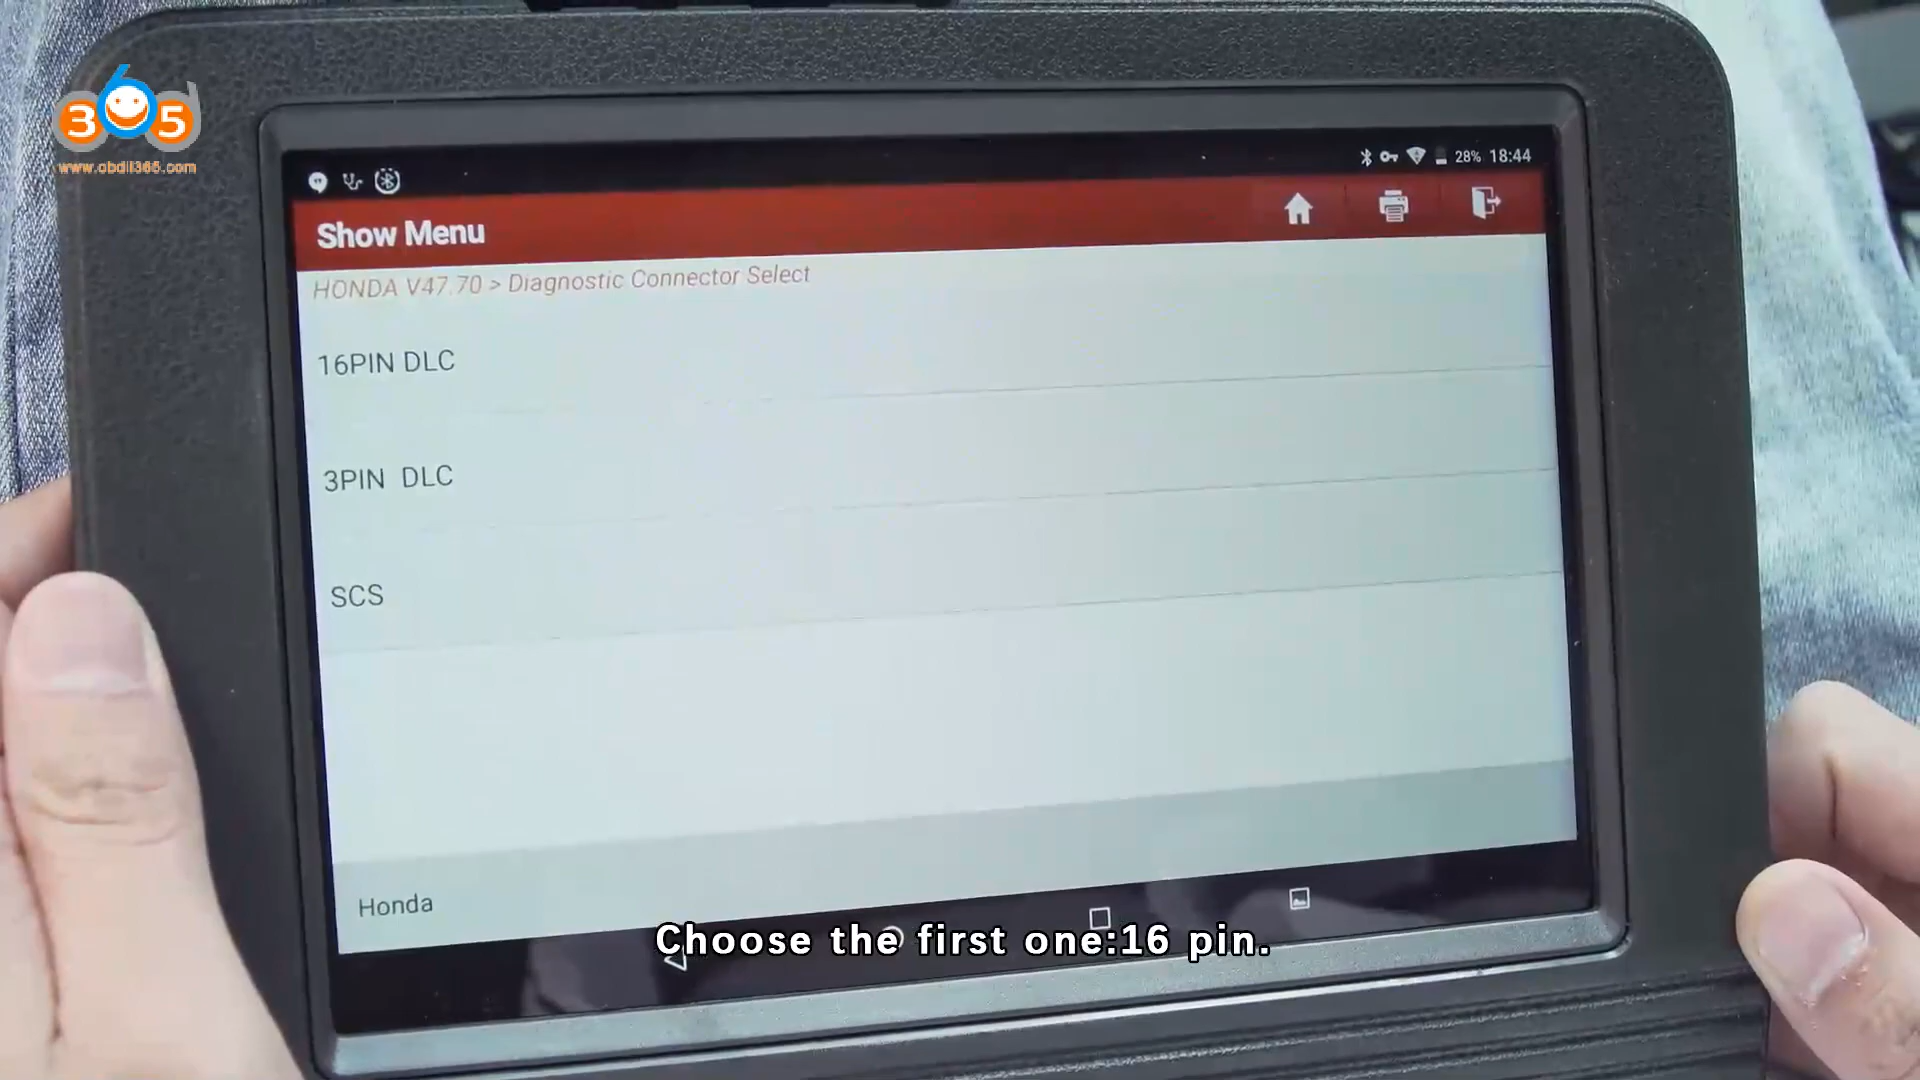 365
www.obdii365.com
28% 18:44
Show Menu
HONDA V47.70 > Diagnostic Connector Select
16PIN DLC
3PIN DLC
SCS
Honda
Choose the first one:16 pin.